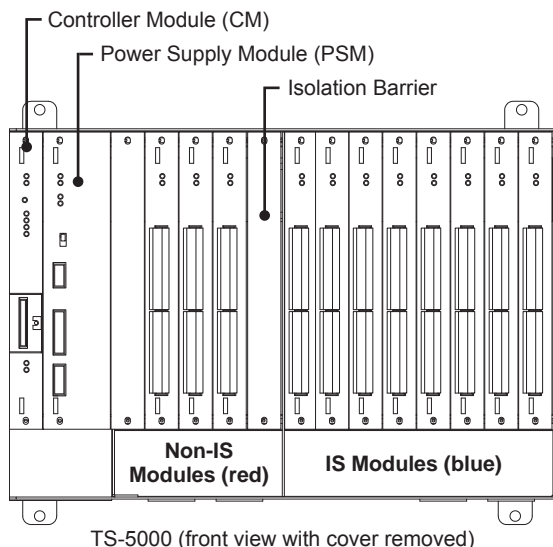 Controller Module (CM)
Power Supply Module (PSM)
Isolation Barrier
Non-IS
Modules (red)
IS Modules (blue)
TS-5000 (front view with cover removed)